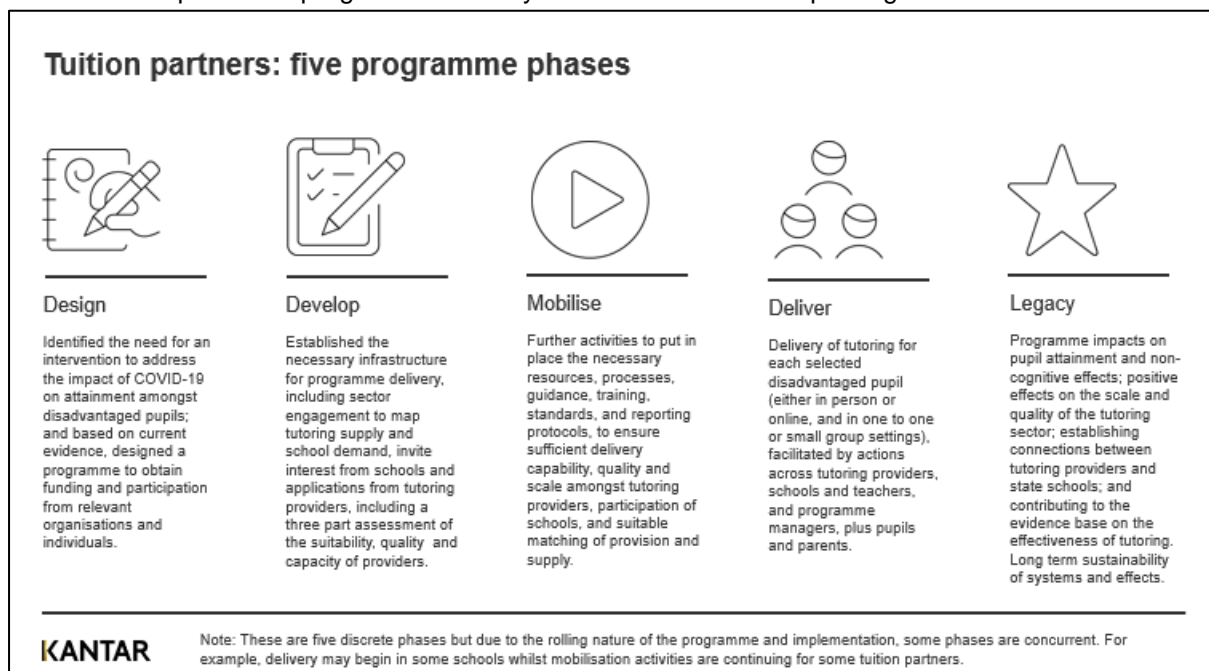 Tuition partners: five programme phases
Design
Identified the need for an
intervention to address
the impact of COVID-19
on attainment amongst
disadvantaged pupils;
and based on current
evidence, designed a
programme to obtain
funding and participation
from relevant
organisations and
individuals.
Develop
Established the
necessary infrastructure
for programme delivery,
including sector
engagement to map
tutoring supply and
school demand, invite
interest from schools and
applications from tutoring
providers, including a
three part assessment of
the suitability, quality and
capacity of providers.
Mobilise
Further activities to put in
place the necessary
resources, processes,
guidance, training,
standards, and reporting
protocols, to ensure
sufficient delivery
capability, quality and
scale amongst tutoring
providers, participation of
schools, and suitable
matching of provision and
supply.
Deliver
Delivery of tutoring for
each selected
disadvantaged pupil
(either in person or
online, and in one to one
or small group settings),
facilitated by actions
across tutoring providers,
schools and teachers,
and programme
managers, plus pupils
and parents.
Legacy
Programme impacts on
pupil attainment and non-
cognitive effects; positive
effects on the scale and
quality of the tutoring
sector; establishing
connections between
tutoring providers and
state schools; and
contributing to the
evidence base on the
effectiveness of tutoring.
Long term sustainability
of systems and effects.
KANTAR
Note: These are five discrete phases but due to the rolling nature of the programme and implementation, some phases are concurrent. For
example, delivery may begin in some schools whilst mobilisation activities are continuing for some tuition partners.